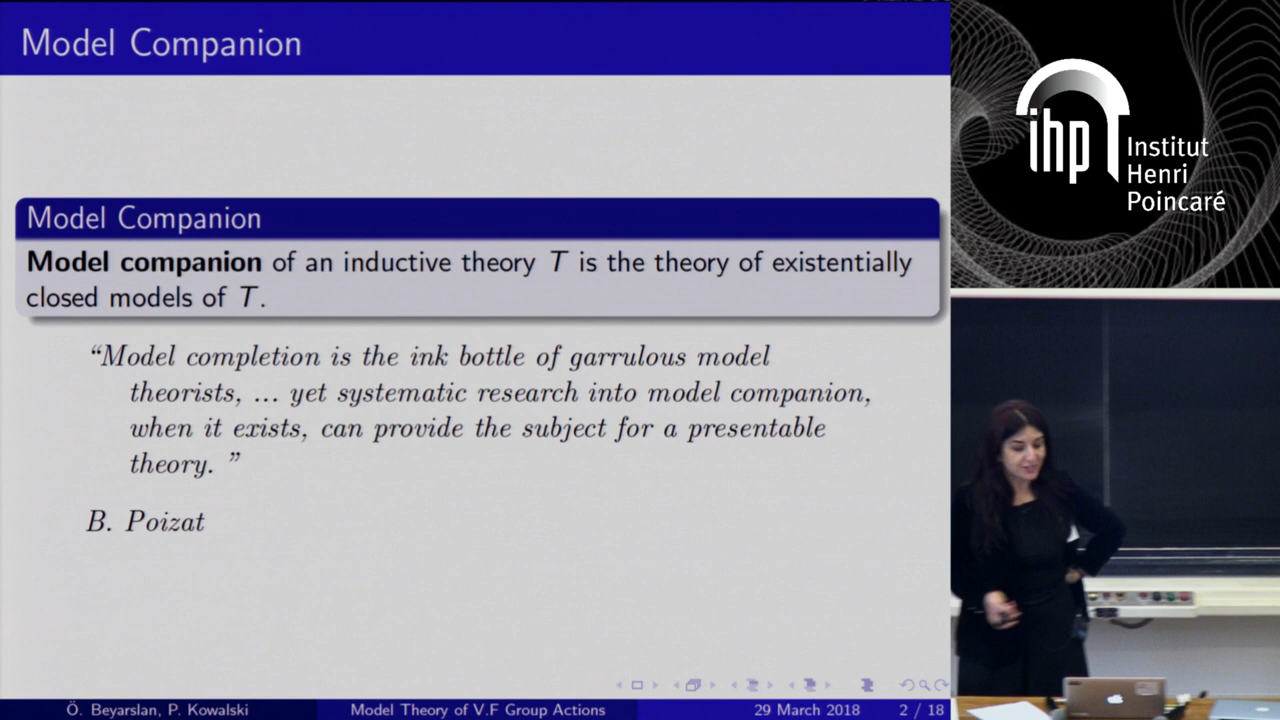 Model Companion
Model Companion
Model companion of an inductive theory T is the theory of existentially
closed models of T.
“Model completion is the ink bottle of garrulous model
theorists, ... yet systematic research into model companion,
when it exists, can provide the subject for a presentable
theory. ”
B. Poizat
Ö. Beyarslan, P. Kowalski
Model Theory of V.F Group Actions
29 March 2018
2 / 18
ihp
Institut
Henri
Poincaré